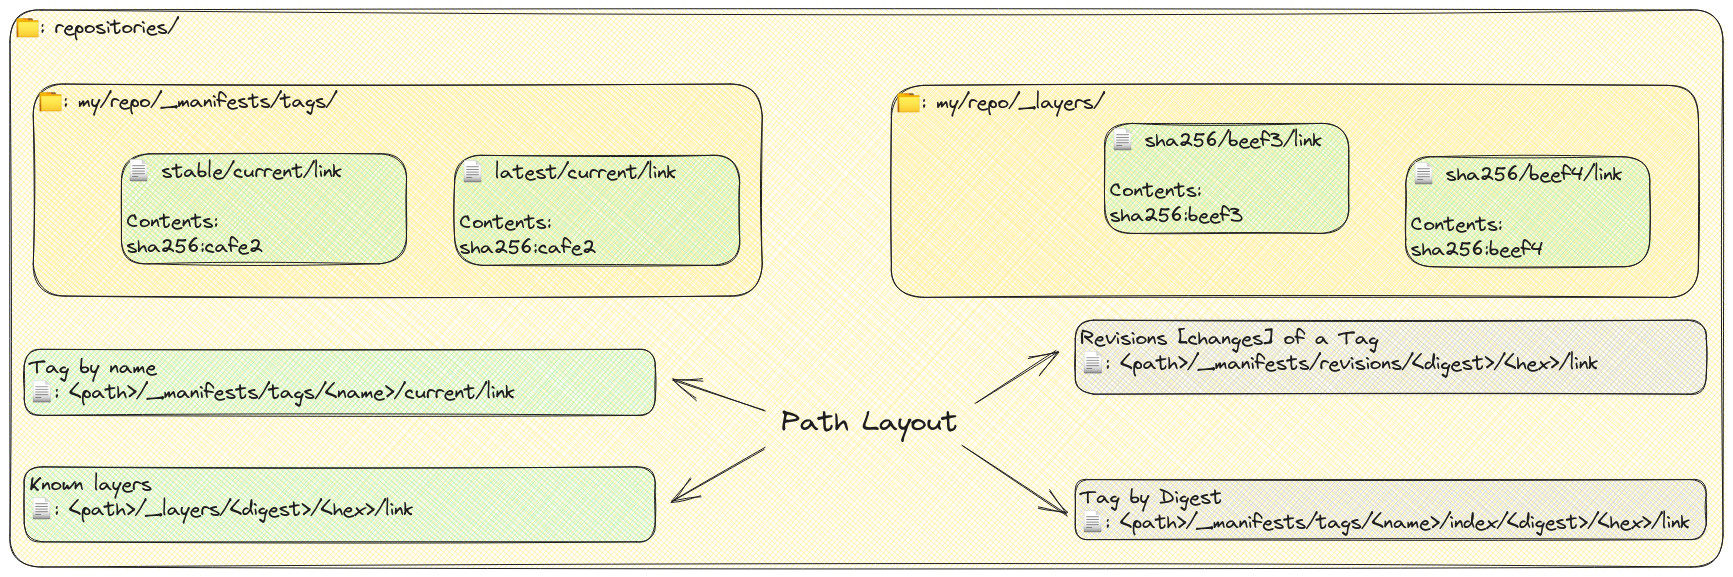 📁: repositories/
📁: my/repo/_manifests/tags/
📄 stable/current/link
Contents:
sha256:cafe2
📄 latest/current/link
Contents:
sha256:cafe2
📁: my/repo/_layers/
📄 sha256/beef3/link
Contents:
sha256:beef3
📄 sha256/beef4/link
Contents:
sha256:beef4
Tag by name
📄: <path>/_manifests/tags/<name>/current/link
Known layers
📄: <path>/_layers/<digest>/<hex>/link
Path Layout
Revisions [changes] of a Tag
📄: <path>/_manifests/revisions/<digest>/<hex>/link
Tag by Digest
📄: <path>/_manifests/tags/<name>/index/<digest>/<hex>/link